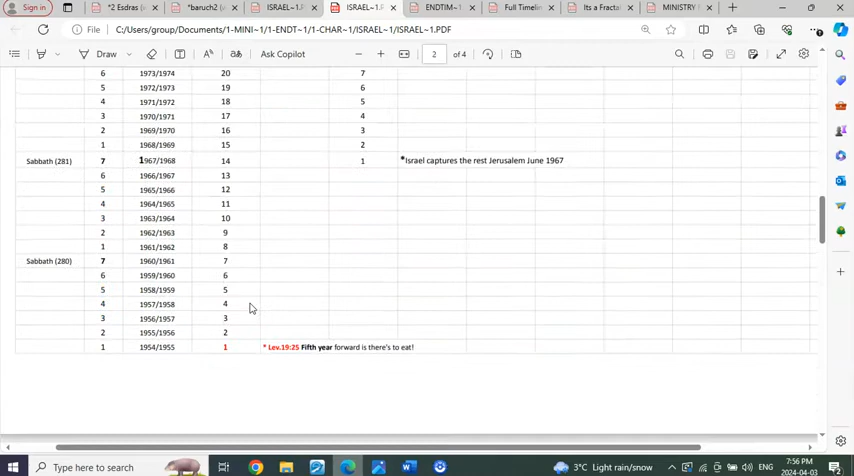 Sign in
*2 Esdras (
*baruch2 (
ISRAEL~1.P
ISRAEL~1.P
ENDTIM~1
Full Timelin
Its a Fractal
MINISTRY
File
C:/Users/group/Documents/1-MINI~1/1-ENDT~1/1-CHAR~1/ISRAEL~1/ISRAEL~1.PDF
Draw
Ask Copilot
2 of 4
6 1973/1974 20 7
5 1972/1973 19 6
4 1971/1972 18 5
3 1970/1971 17 4
2 1969/1970 16 3
1 1968/1969 15 2
Sabbath (281) 7 1967/1968 14 1 *Israel captures the rest Jerusalem June 1967
6 1966/1967 13
5 1965/1966 12
4 1964/1965 11
3 1963/1964 10
2 1962/1963 9
1 1961/1962 8
Sabbath (280) 7 1960/1961 7
6 1959/1960 6
5 1958/1959 5
4 1957/1958 4
3 1956/1957 3
2 1955/1956 2
1 1954/1955 1 * Lev.19:25 Fifth year forward is there's to eat!
Type here to search
3°C Light rain/snow
ENG
7:56 PM
2024-04-03